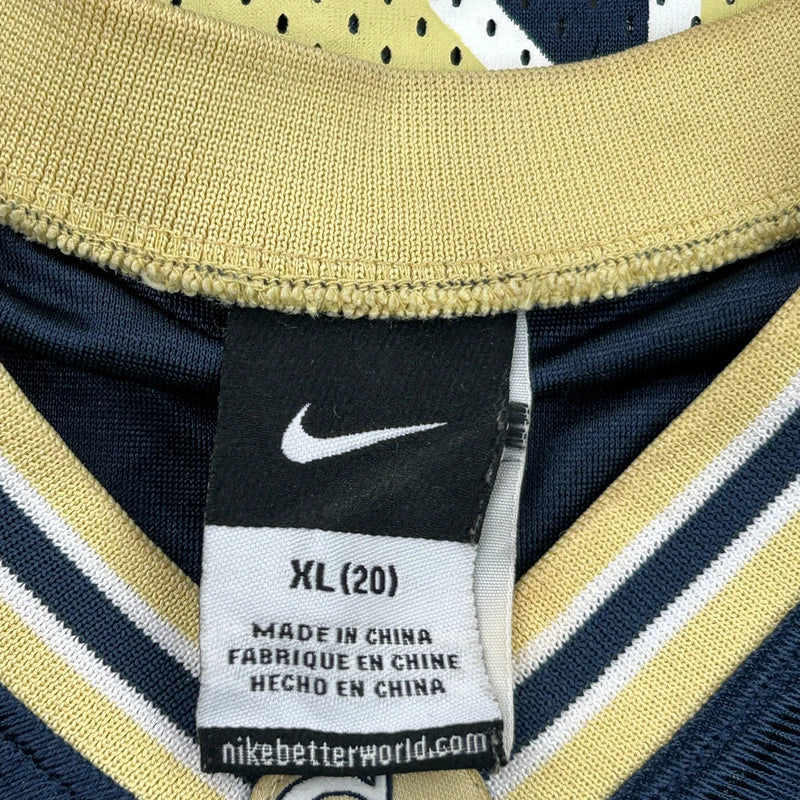 XL(20)
MADE IN CHINA
FABRIQUE EN CHINE
HECHO EN CHINA
nikebetterworld.com